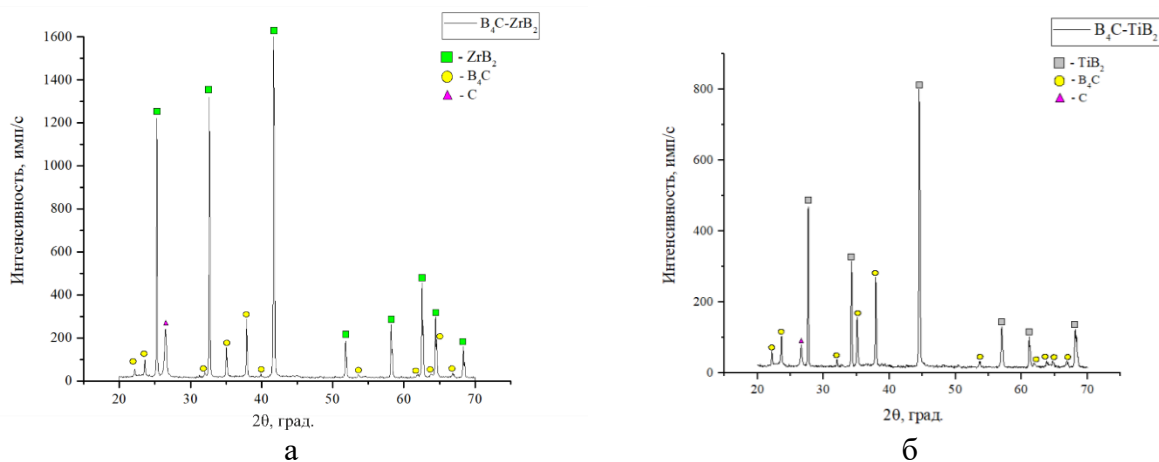 B₄C-ZrB₂
- ZrB₂
- B₄C
- C
Интенсивность, имп/с
1600
1400
1200
1000
800
600
400
200
0
20 30 40 50 60 70
2θ, град.
а
B₄C-TiB₂
- TiB₂
- B₄C
- C
Интенсивность, имп/с
800
600
400
200
0
20 30 40 50 60 70
2θ, град.
б